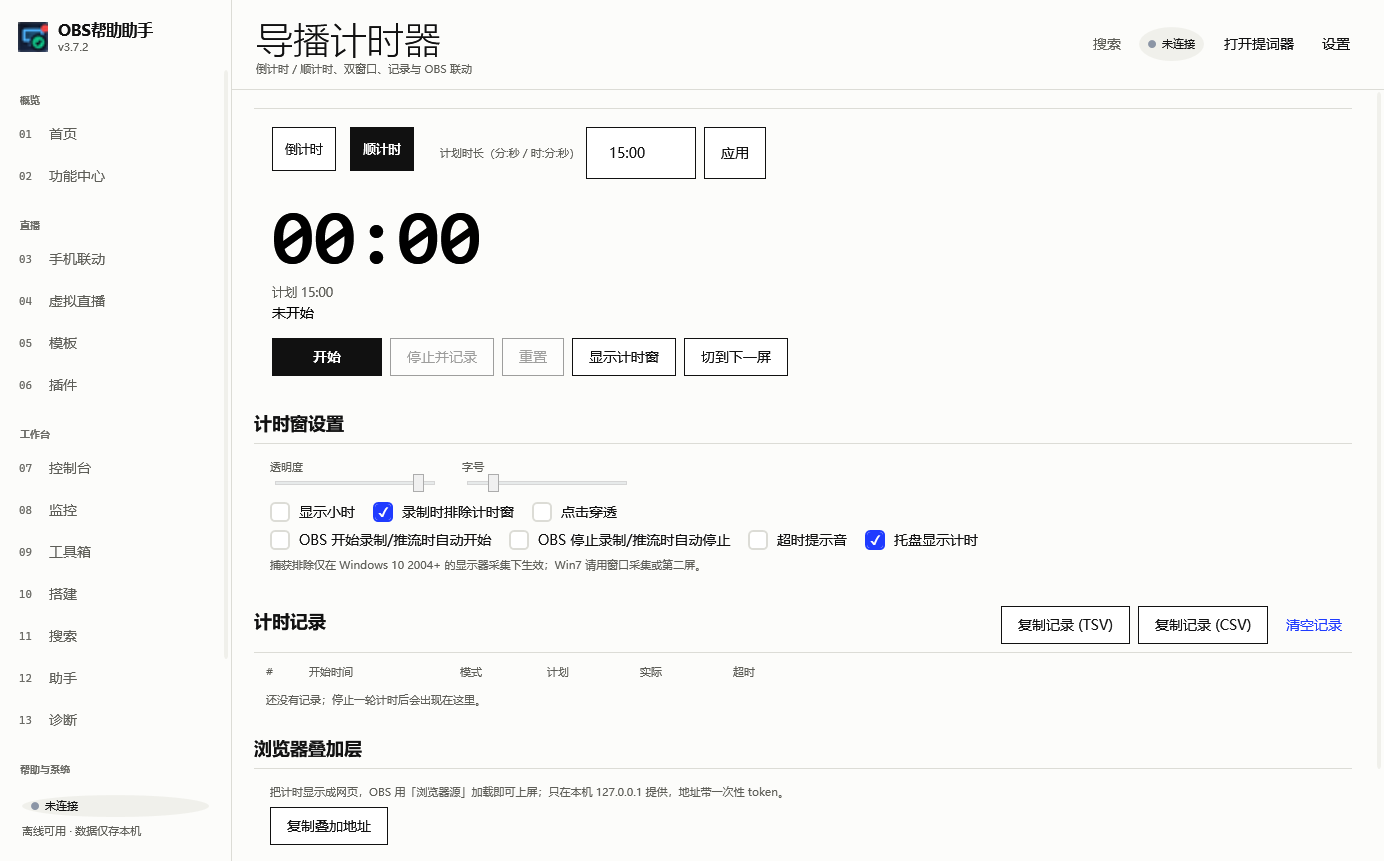 OBS帮助助手
v3.7.2
概览
01 首页
02 功能中心
直播
03 手机联动
04 虚拟直播
05 模板
06 插件
工作台
07 控制台
08 监控
09 工具箱
10 搭建
11 搜索
12 助手
13 诊断
帮助与系统
未连接
离线可用 · 数据仅存本机
导播计时器
倒计时 / 顺计时、双窗口、记录与 OBS 联动
搜索 未连接 打开提词器 设置
倒计时 顺计时 计划时长（分:秒 / 时:分:秒） 15:00 应用
00:00
计划 15:00
未开始
开始 停止并记录 重置 显示计时窗 切到下一屏
计时窗设置
透明度 字号
显示小时 录制时排除计时窗 点击穿透
OBS 开始录制/推流时自动开始 OBS 停止录制/推流时自动停止 超时提示音 托盘显示计时
捕获排除仅在 Windows 10 2004+ 的显示器采集下生效；Win7 请用窗口采集或第二屏。
计时记录 复制记录 (TSV) 复制记录 (CSV) 清空记录
# 开始时间 模式 计划 实际 超时
还没有记录；停止一轮计时后会出现在这里。
浏览器叠加层
把计时显示成网页，OBS 用「浏览器源」加载即可上屏；只在本机 127.0.0.1 提供，地址带一次性 token。
复制叠加地址